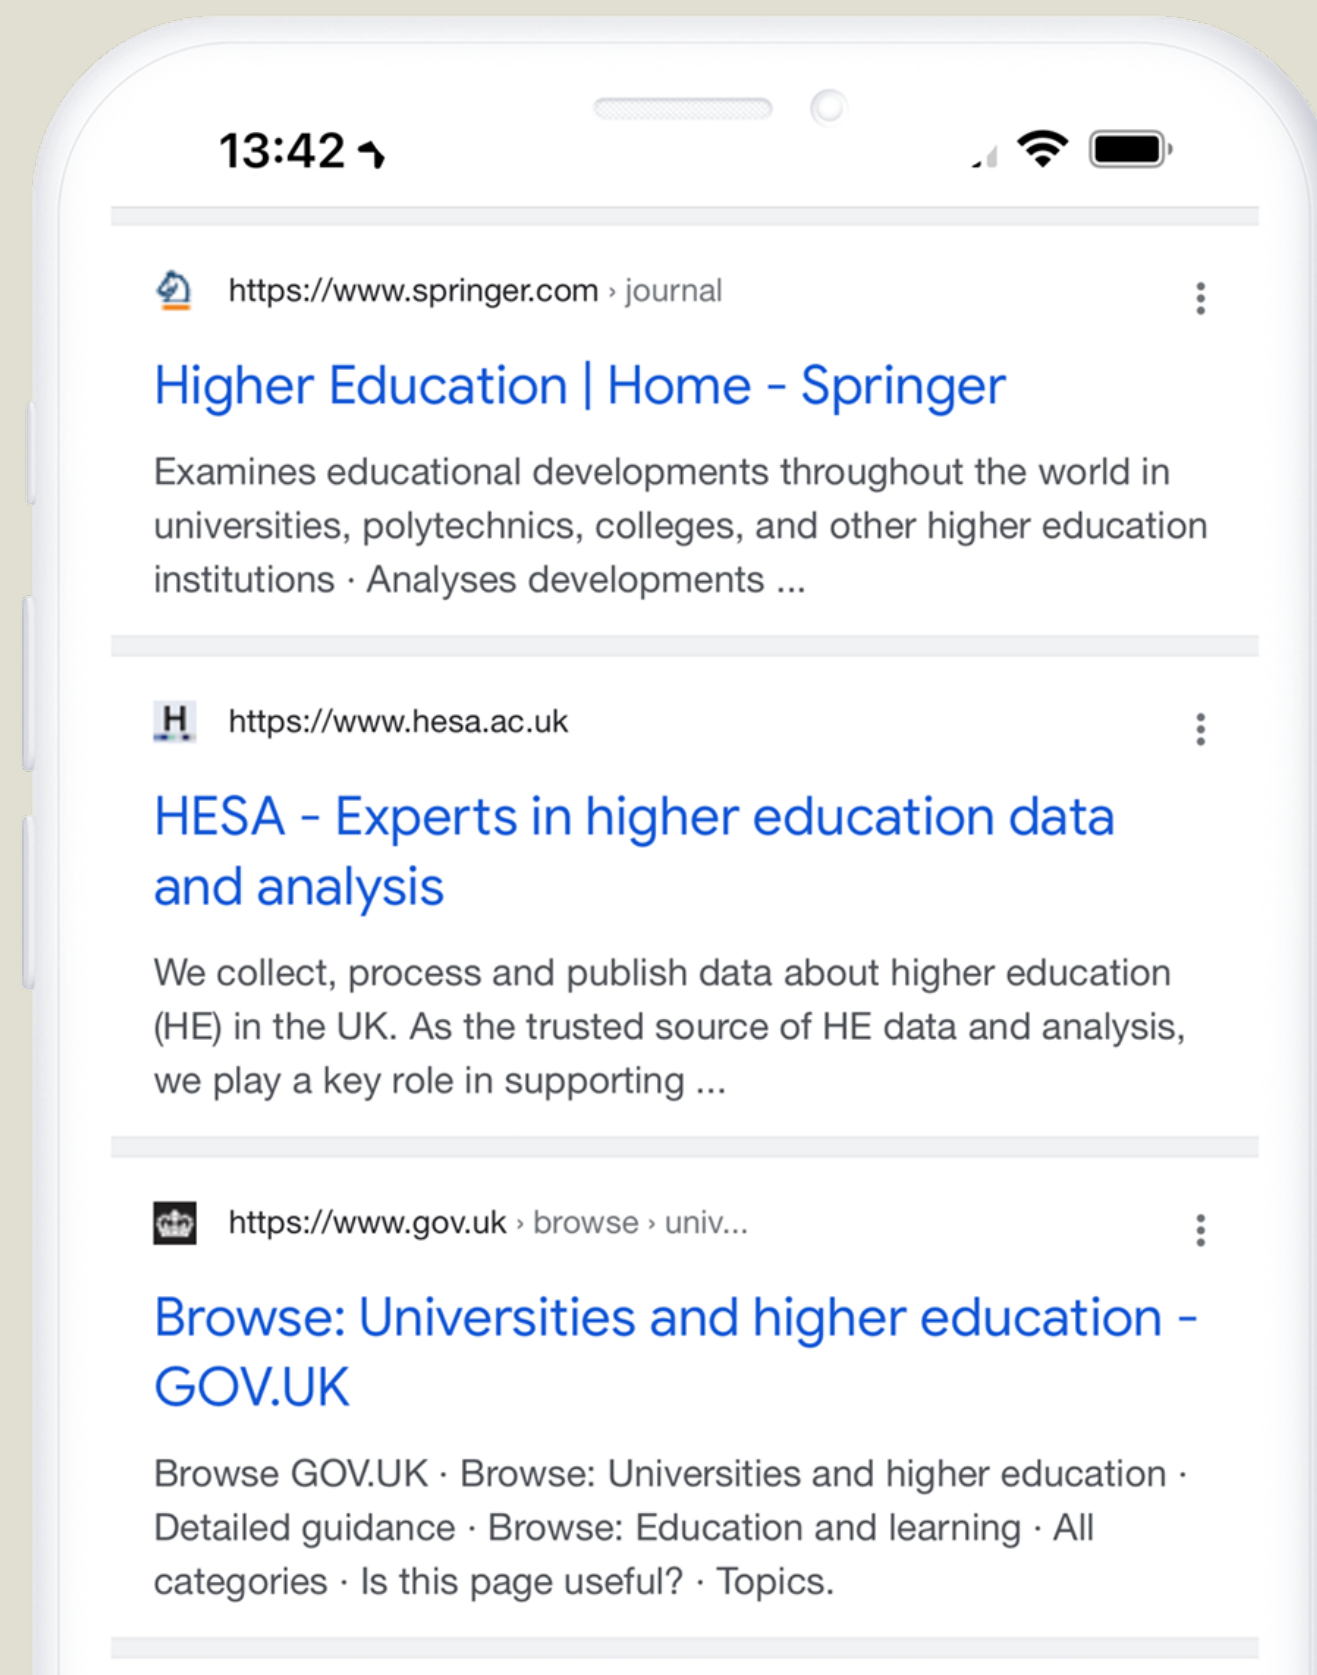 13:42
https://www.springer.com › journal
Higher Education | Home - Springer
Examines educational developments throughout the world in
universities, polytechnics, colleges, and other higher education
institutions · Analyses developments ...
H
https://www.hesa.ac.uk
HESA - Experts in higher education data
and analysis
We collect, process and publish data about higher education
(HE) in the UK. As the trusted source of HE data and analysis,
we play a key role in supporting ...
https://www.gov.uk › browse › univ...
Browse: Universities and higher education -
GOV.UK
Browse GOV.UK · Browse: Universities and higher education ·
Detailed guidance · Browse: Education and learning · All
categories · Is this page useful? · Topics.